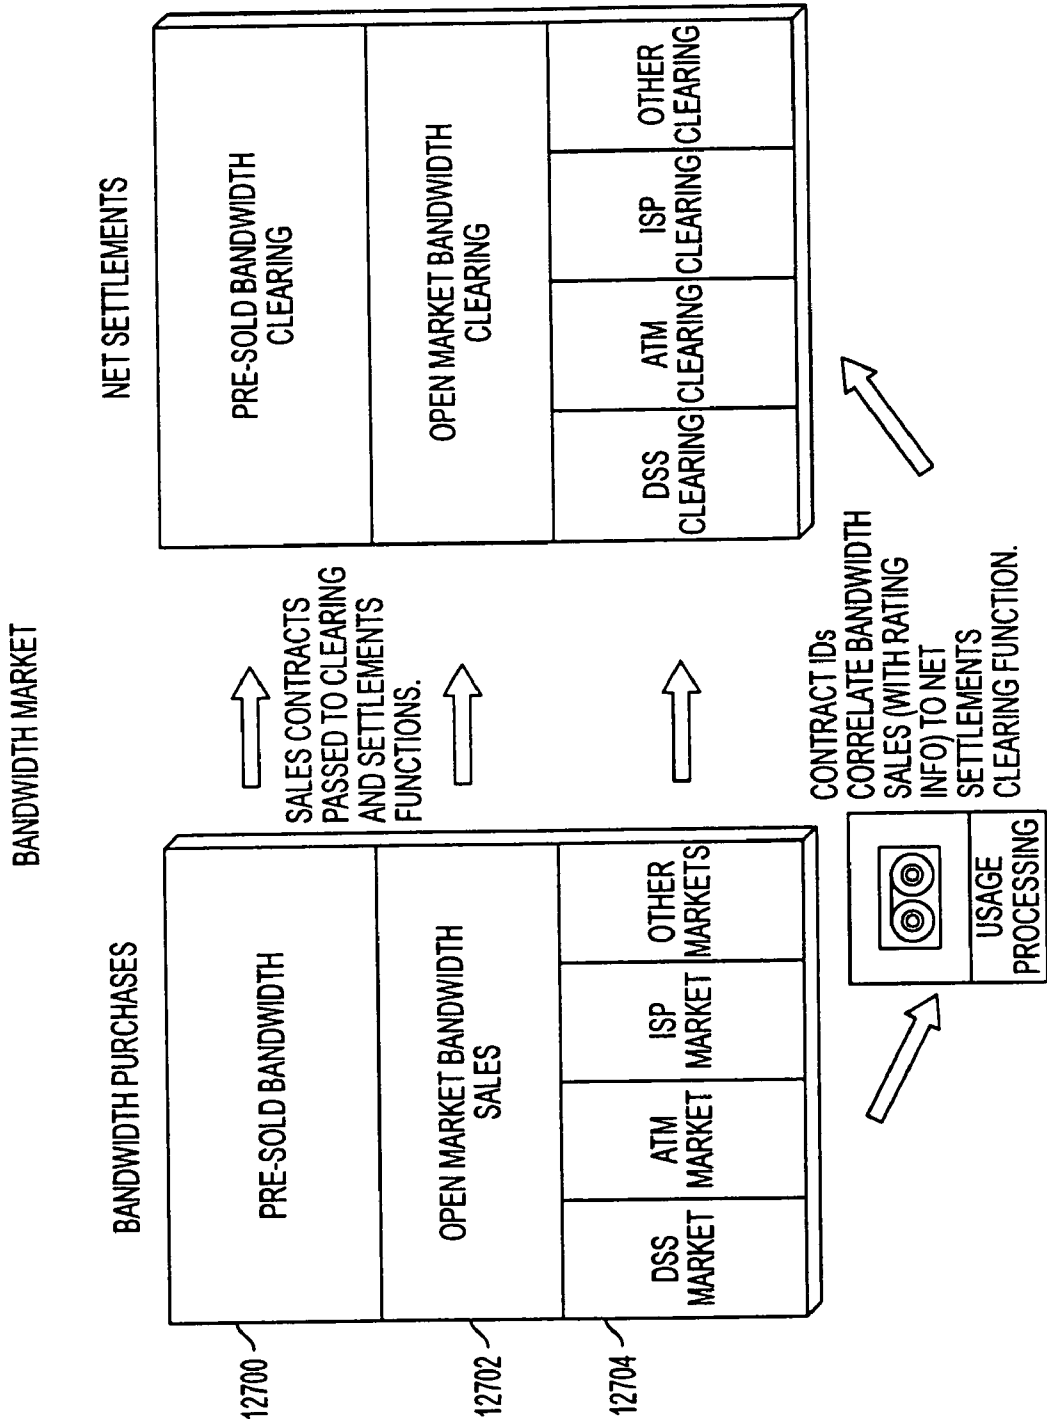 BANDWIDTH MARKET
BANDWIDTH PURCHASES
12700
PRE-SOLD BANDWIDTH
12702
OPEN MARKET BANDWIDTH
SALES
12704
DSS
MARKET
ATM
MARKET
ISP
MARKET
OTHER
MARKETS
SALES CONTRACTS
PASSED TO CLEARING
AND SETTLEMENTS
FUNCTIONS.
NET SETTLEMENTS
PRE-SOLD BANDWIDTH
CLEARING
OPEN MARKET BANDWIDTH
CLEARING
DSS
CLEARING
ATM
CLEARING
ISP
CLEARING
OTHER
CLEARING
USAGE
PROCESSING
CONTRACT IDs
CORRELATE BANDWIDTH
SALES (WITH RATING
INFO) TO NET
SETTLEMENTS
CLEARING FUNCTION.